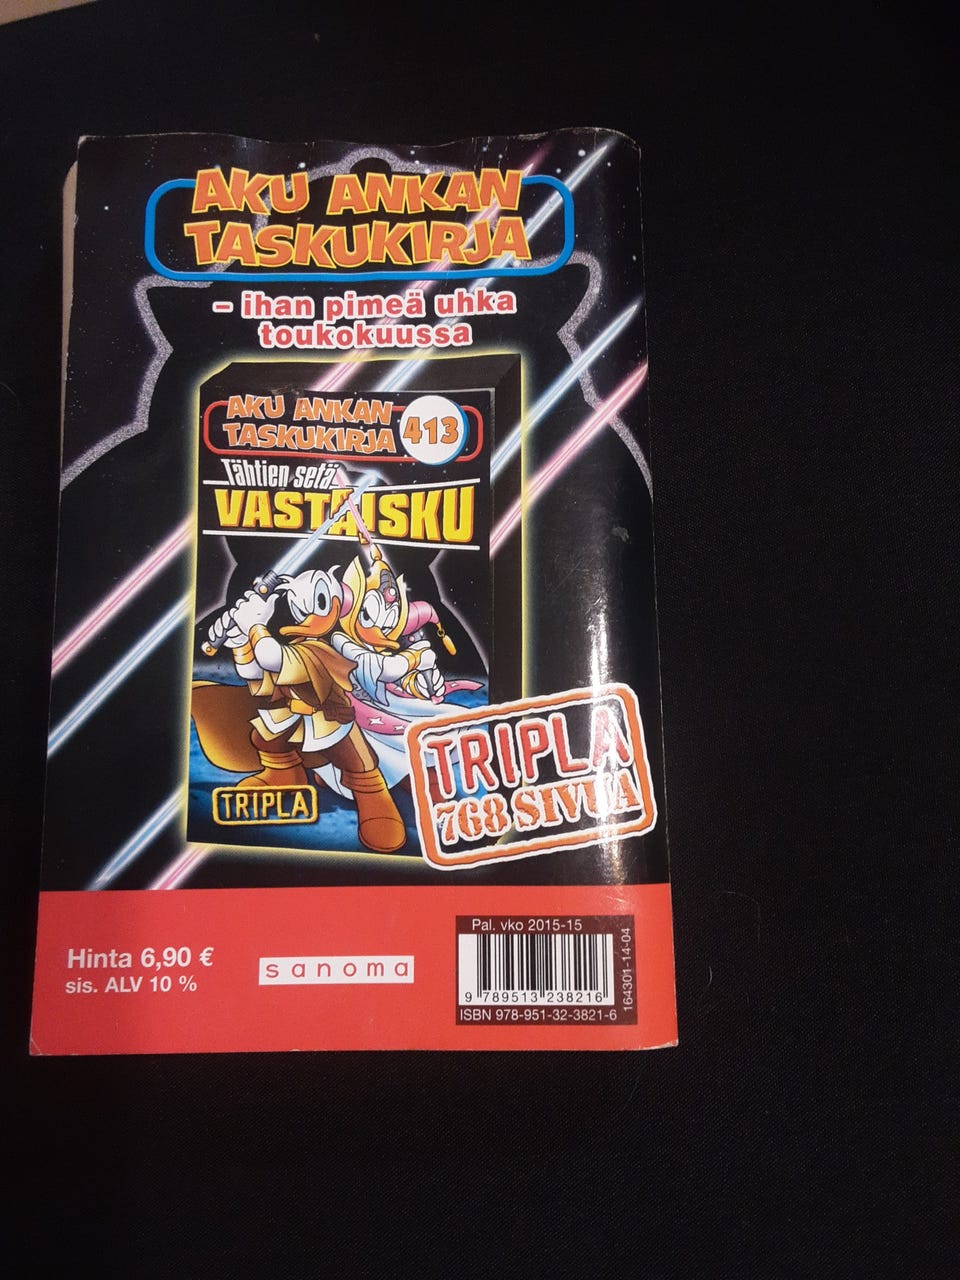 AKU ANKAN
TASKUKIRJA
– ihan pimeä uhka
toukokuussa
AKU ANKAN
TASKUKIRJA
413
Tähtien setä
VASTAISKU
TRIPLA
TRIPLA
768 SIVUA
Hinta 6,90 €
sis. ALV 10 %
sanoma
Pal. vko 2015-15
9 789513 238216
ISBN 978-951-32-3821-6
164301-14-04